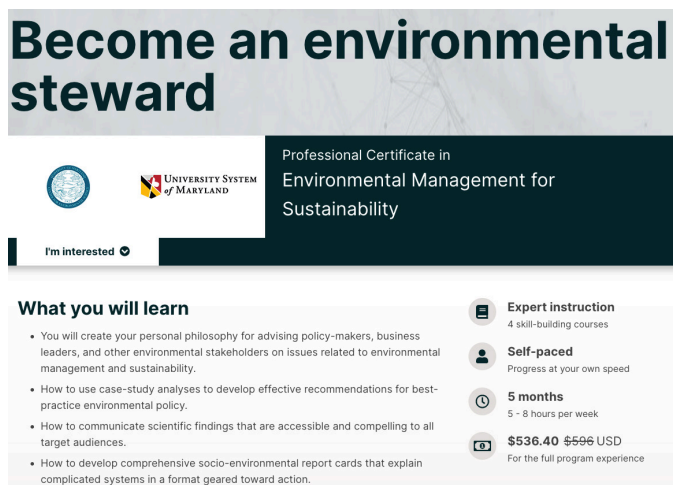 Become an environmental
steward
UNIVERSITY SYSTEM
of MARYLAND
Professional Certificate in
Environmental Management for
Sustainability
I'm interested
What you will learn
• You will create your personal philosophy for advising policy-makers, business
leaders, and other environmental stakeholders on issues related to environmental
management and sustainability.
• How to use case-study analyses to develop effective recommendations for best-
practice environmental policy.
• How to communicate scientific findings that are accessible and compelling to all
target audiences.
• How to develop comprehensive socio-environmental report cards that explain
complicated systems in a format geared toward action.
Expert instruction
4 skill-building courses
Self-paced
Progress at your own speed
5 months
5 - 8 hours per week
$536.40 $596 USD
For the full program experience